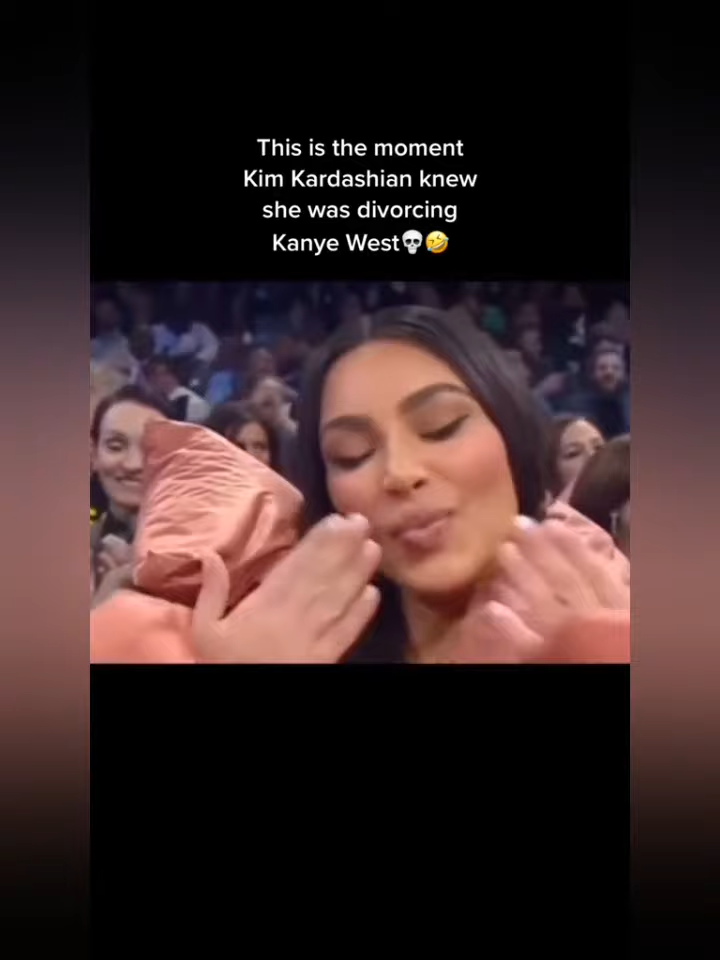 This is the moment
Kim Kardashian knew
she was divorcing
Kanye West💀🤣